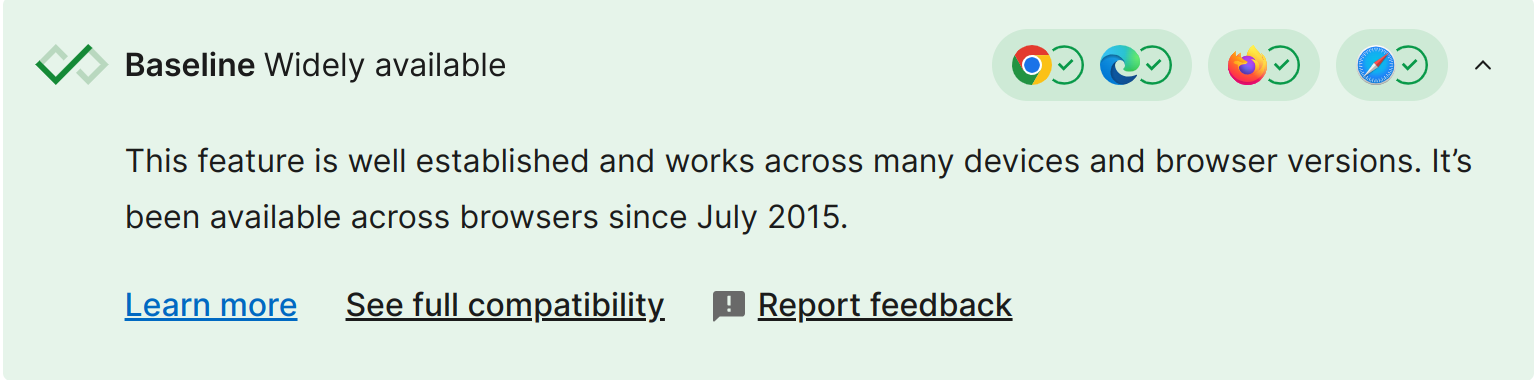 Baseline Widely available
This feature is well established and works across many devices and browser versions. It’s
been available across browsers since July 2015.
Learn more See full compatibility Report feedback